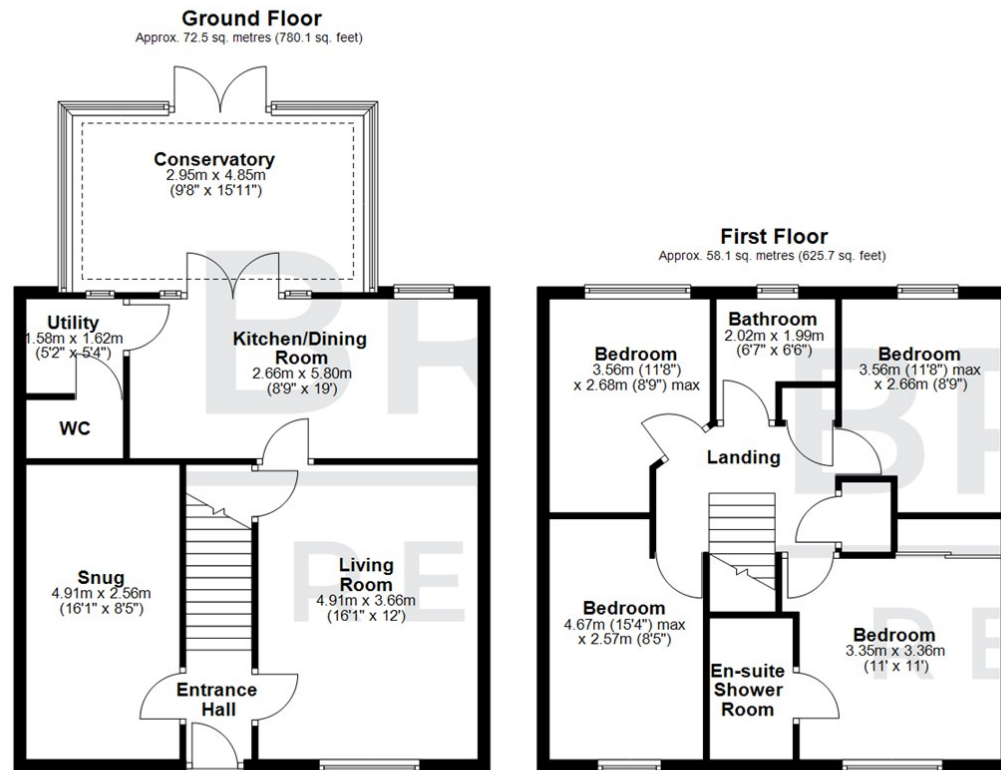 Ground Floor
Approx. 72.5 sq. metres (780.1 sq. feet)
Conservatory
2.95m x 4.85m
(9'8" x 15'11")
Utility
1.58m x 1.62m
(5'2" x 5'4")
Kitchen/Dining
Room
2.66m x 5.80m
(8'9" x 19')
WC
Snug
4.91m x 2.56m
(16'1" x 8'5")
Living
Room
4.91m x 3.66m
(16'1" x 12')
Entrance
Hall
BR
RE
First Floor
Approx. 58.1 sq. metres (625.7 sq. feet)
Bedroom
3.56m (11'8")
x 2.68m (8'9") max
Bathroom
2.02m x 1.99m
(6'7" x 6'6")
Bedroom
3.56m (11'8") max
x 2.66m (8'9")
Landing
Bedroom
4.67m (15'4") max
x 2.57m (8'5")
En-suite
Shower
Room
Bedroom
3.35m x 3.36m
(11' x 11')
BR
RE